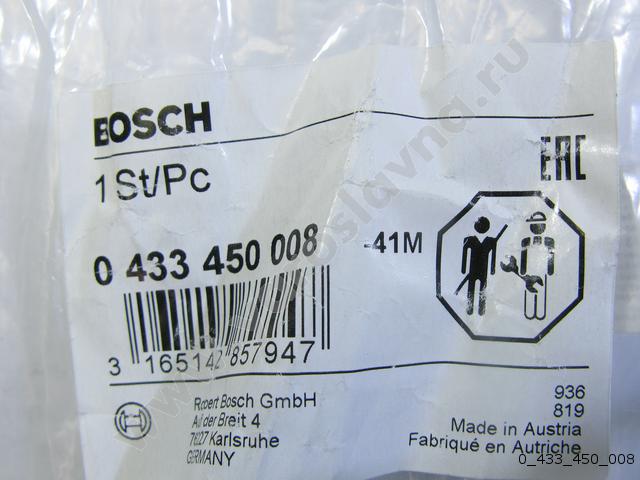 BOSCH
EAC
1 St/Pc
0 433 450 008 -41M
3 165142 857947
Robert Bosch GmbH
Auf der Breit 4
76227 Karlsruhe
GERMANY
936
819
Made in Austria
Fabriqué en Autriche
0_433_450_008